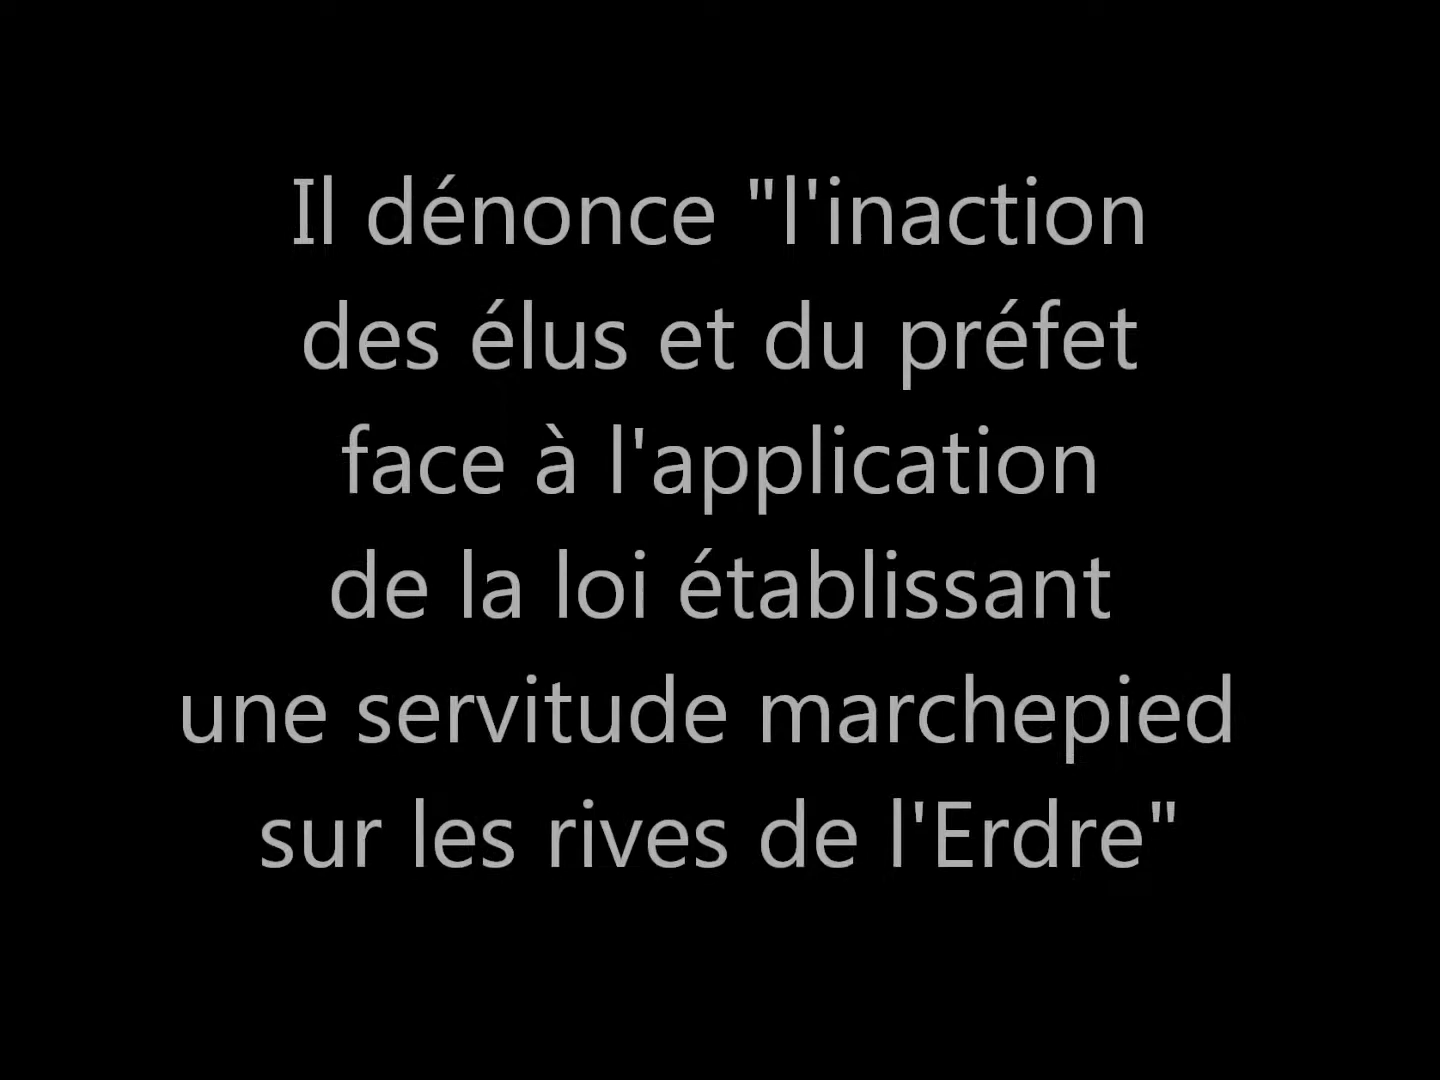 Il dénonce "l'inaction
des élus et du préfet
face à l'application
de la loi établissant
une servitude marchepied
sur les rives de l'Erdre"